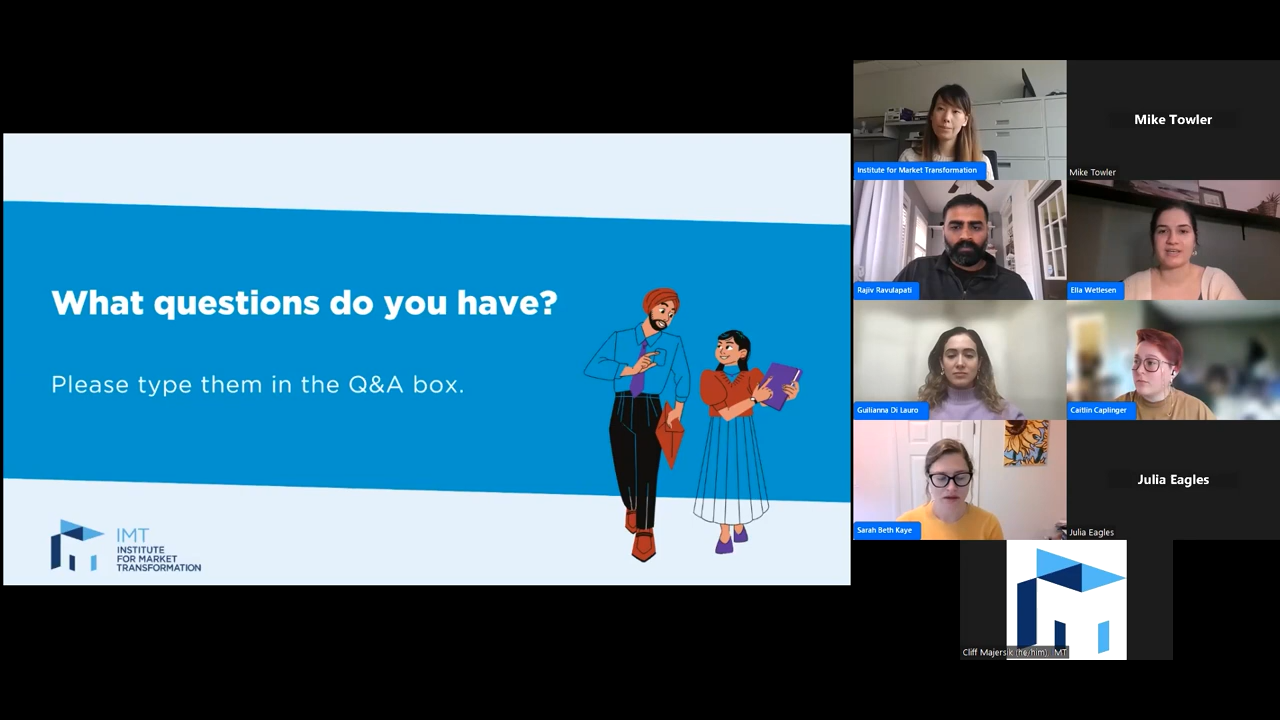 What questions do you have?
Please type them in the Q&A box.
IMT
INSTITUTE
FOR MARKET
TRANSFORMATION
Institute for Market Transformation
Mike Towler
Mike Towler
Rajiv Ravulapati
Ella Wetlesen
Guilianna Di Lauro
Caitlin Caplinger
Sarah Beth Kaye
Julia Eagles
Julia Eagles
Cliff Majersik (he/him), IMT